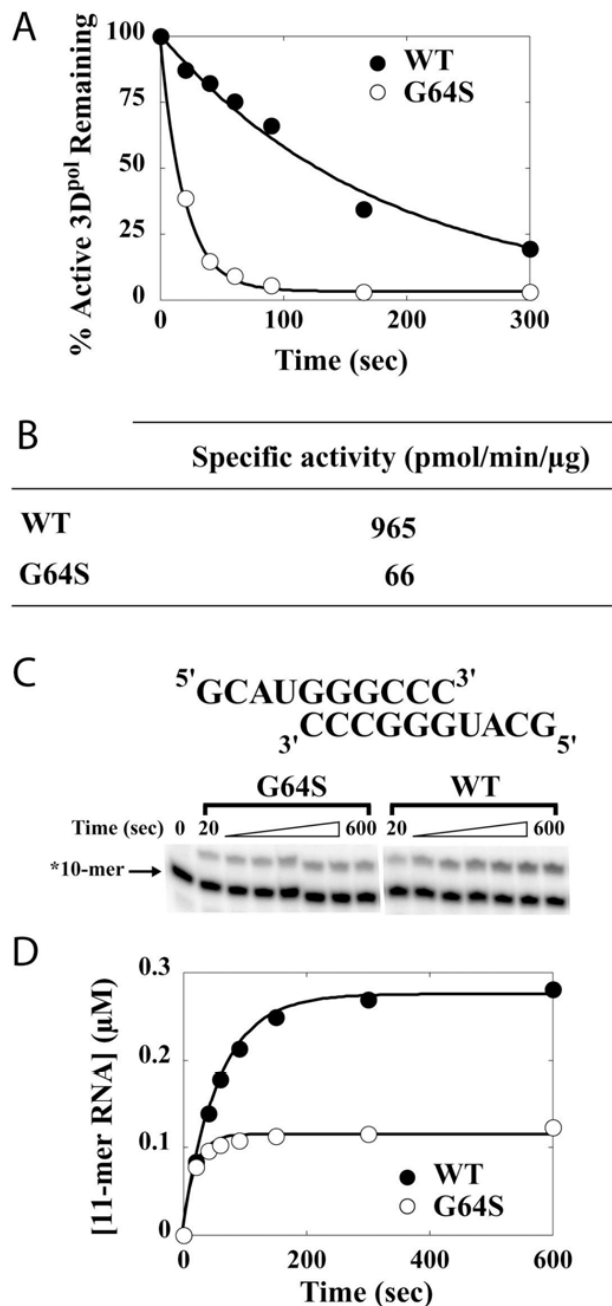 A
% Active 3Dpol Remaining
100
75
50
25
0
WT
G64S
0 100 200 300
Time (sec)
B
Specific activity (pmol/min/μg)
WT 965
G64S 66
C
5'GCAUGGGCCC3'
3'CCCGGGUACG5'
G64S WT
Time (sec) 0 20 600 20 600
*10-mer
D
[11-mer RNA] (μM)
0.3
0.2
0.1
0
WT
G64S
0 200 400 600
Time (sec)